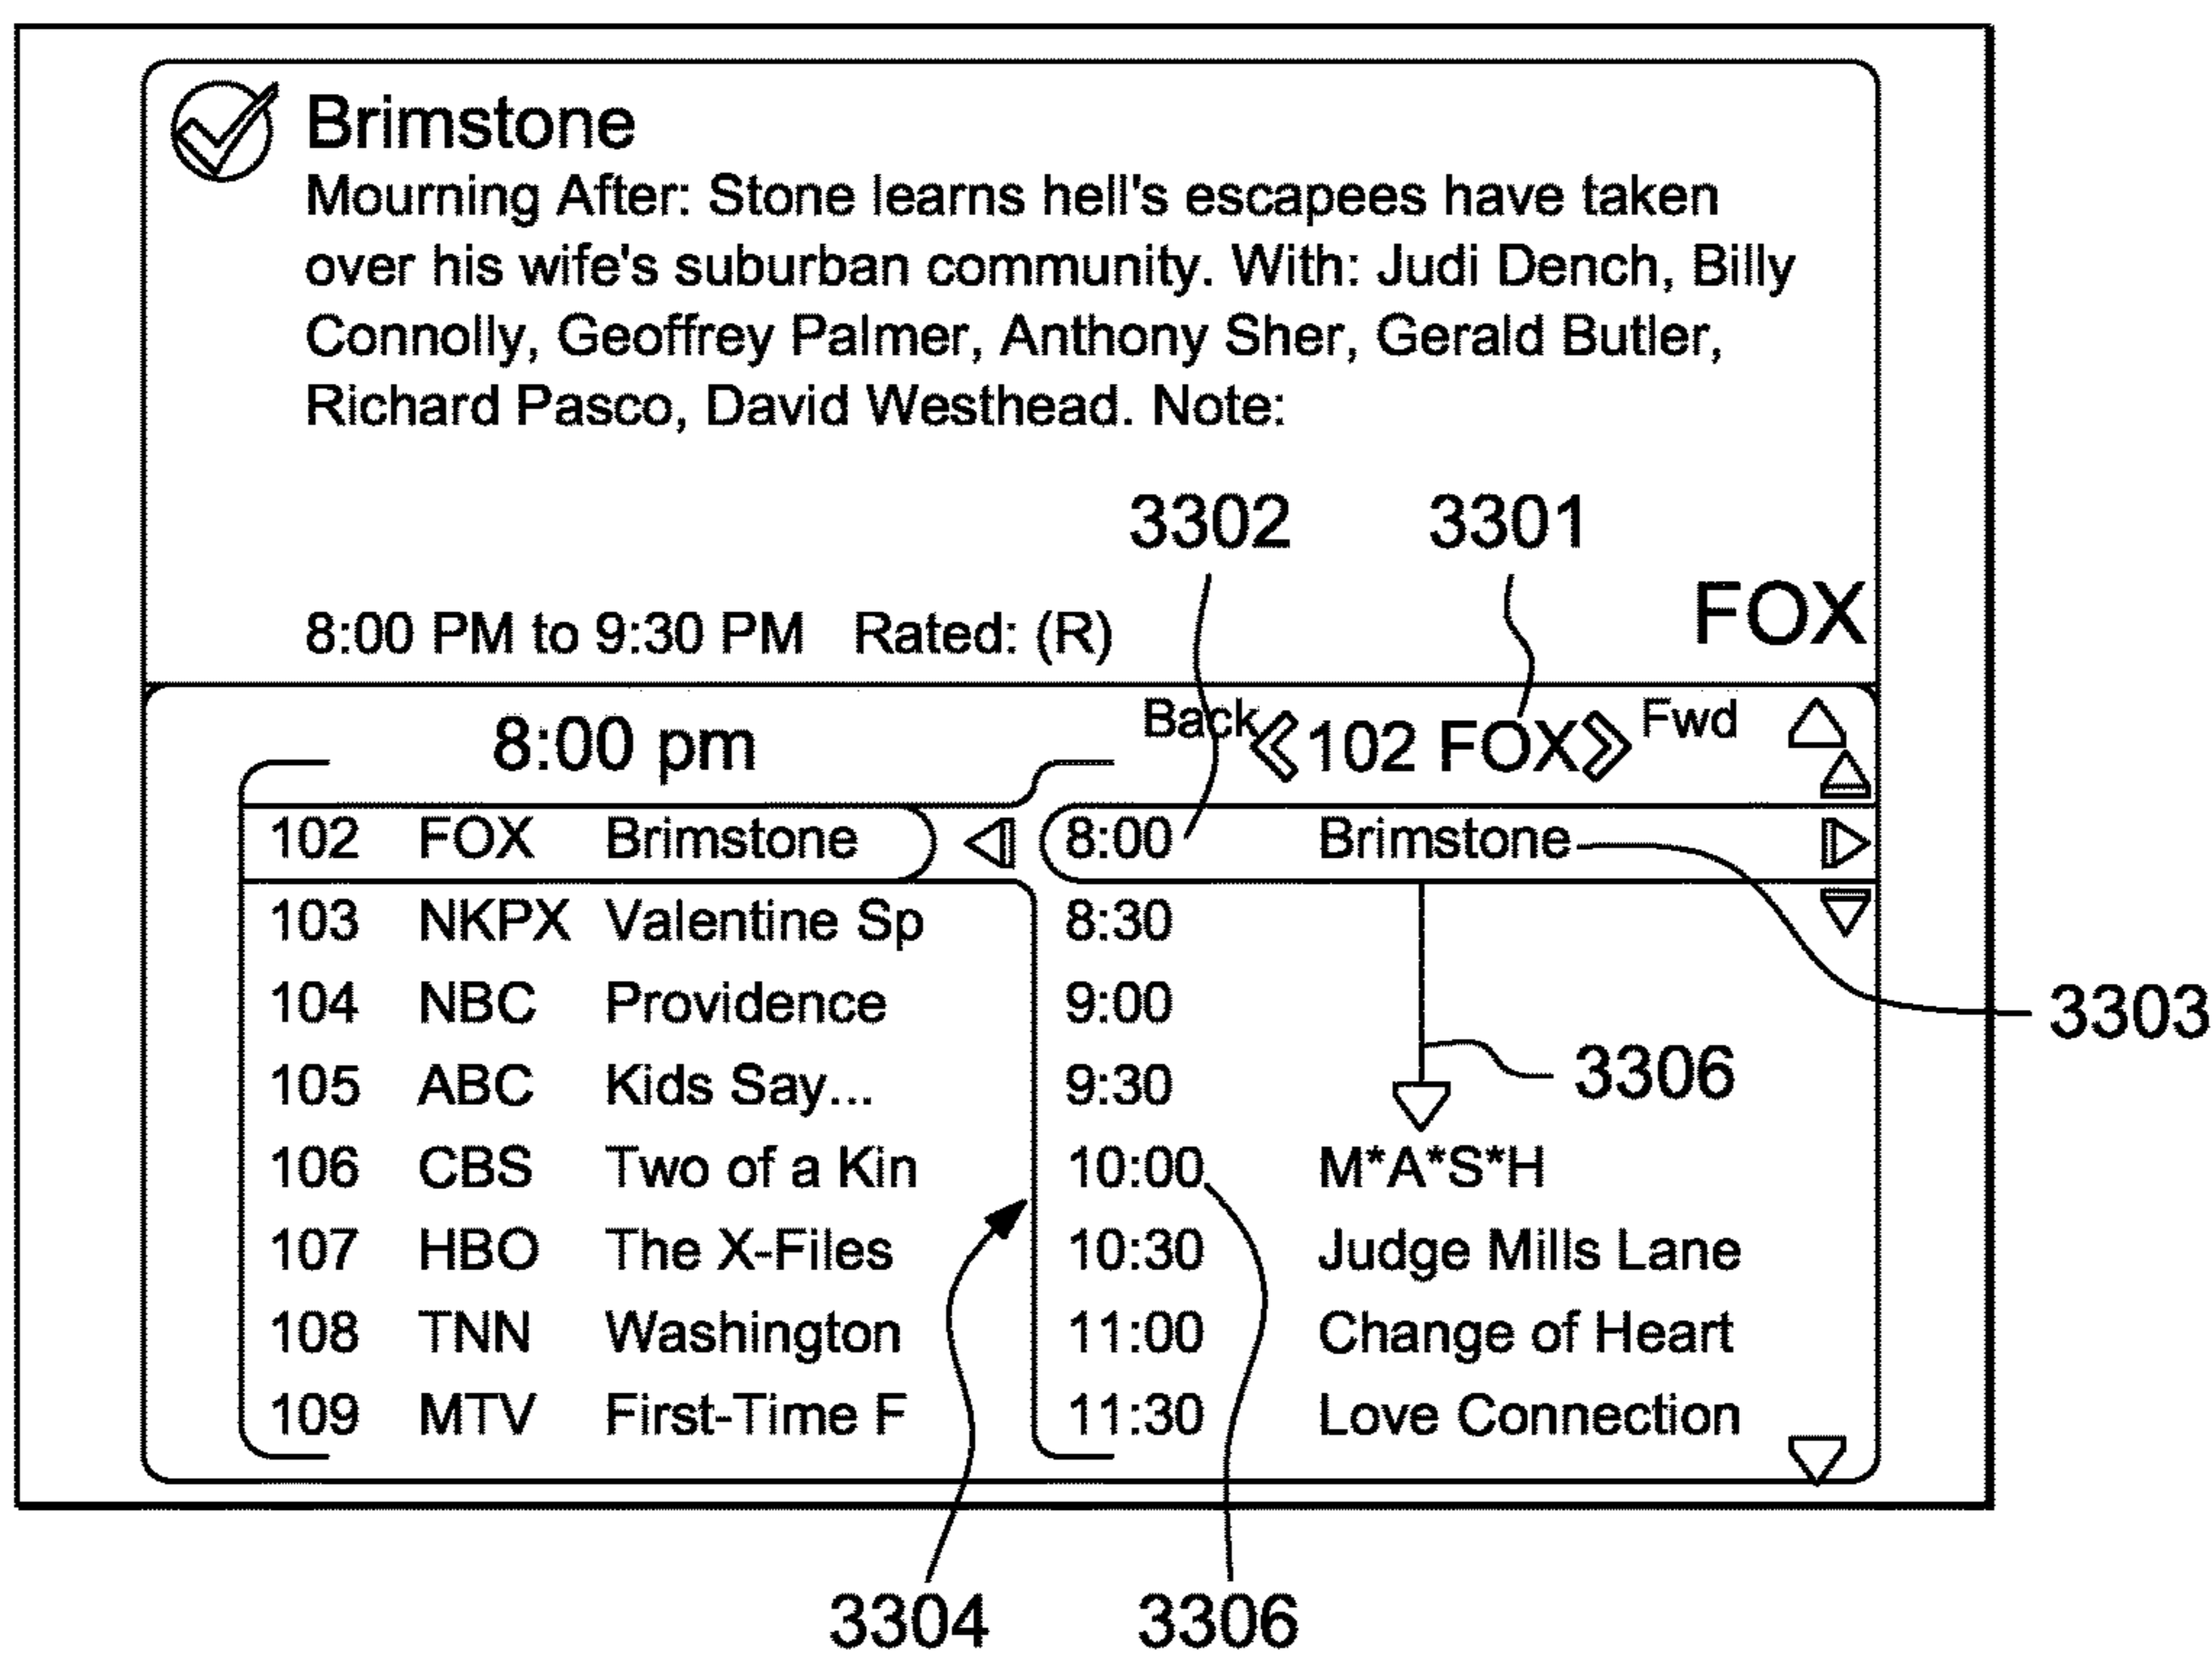 Brimstone
Mourning After: Stone learns hell's escapees have taken
over his wife's suburban community. With: Judi Dench, Billy
Connolly, Geoffrey Palmer, Anthony Sher, Gerald Butler,
Richard Pasco, David Westhead. Note:
3302 3301
8:00 PM to 9:30 PM Rated: (R) FOX
8:00 pm Back 102 FOX Fwd
102 FOX Brimstone 8:00 Brimstone
103 NKPX Valentine Sp 8:30
104 NBC Providence 9:00
3303
105 ABC Kids Say... 9:30 3306
106 CBS Two of a Kin 10:00 M*A*S*H
107 HBO The X-Files 10:30 Judge Mills Lane
108 TNN Washington 11:00 Change of Heart
109 MTV First-Time F 11:30 Love Connection
3304 3306